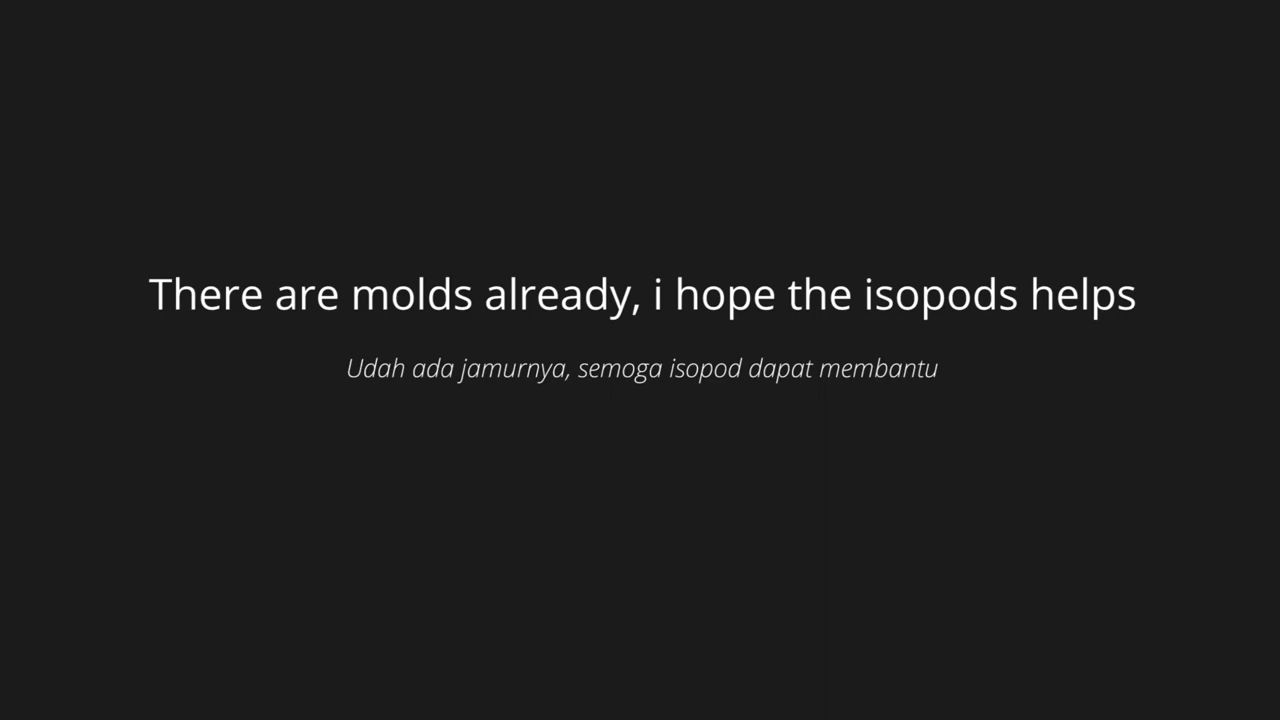 There are molds already, i hope the isopods helps
Udah ada jamurnya, semoga isopod dapat membantu